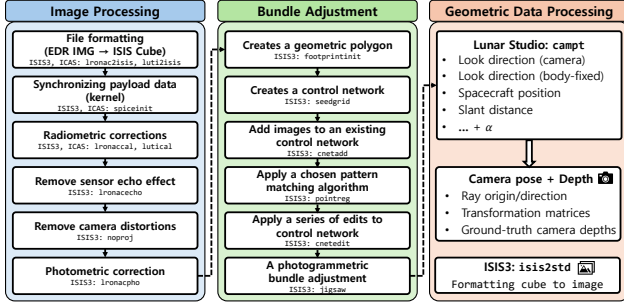 Image Processing
File formatting
(EDR IMG → ISIS Cube)
ISIS3, ICAS: lronac2isis, luti2isis
Synchronizing payload data
(kernel)
ISIS3, ICAS: spiceinit
Radiometric corrections
ISIS3, ICAS: lronaccal, lutical
Remove sensor echo effect
ISIS3: lronacecho
Remove camera distortions
ISIS3: noproj
Photometric correction
ISIS3: lronacpho
Bundle Adjustment
Creates a geometric polygon
ISIS3: footprintinit
Creates a control network
ISIS3: seedgrid
Add images to an existing
control network
ISIS3: cnetadd
Apply a chosen pattern
matching algorithm
ISIS3: pointreg
Apply a series of edits to
control network
ISIS3: cnetedit
A photogrammetric
bundle adjustment
ISIS3: jigsaw
Geometric Data Processing
Lunar Studio: campt
• Look direction (camera)
• Look direction (body-fixed)
• Spacecraft position
• Slant distance
• ... + α
Camera pose + Depth
• Ray origin/direction
• Transformation matrices
• Ground-truth camera depths
ISIS3: isis2std
Formatting cube to image